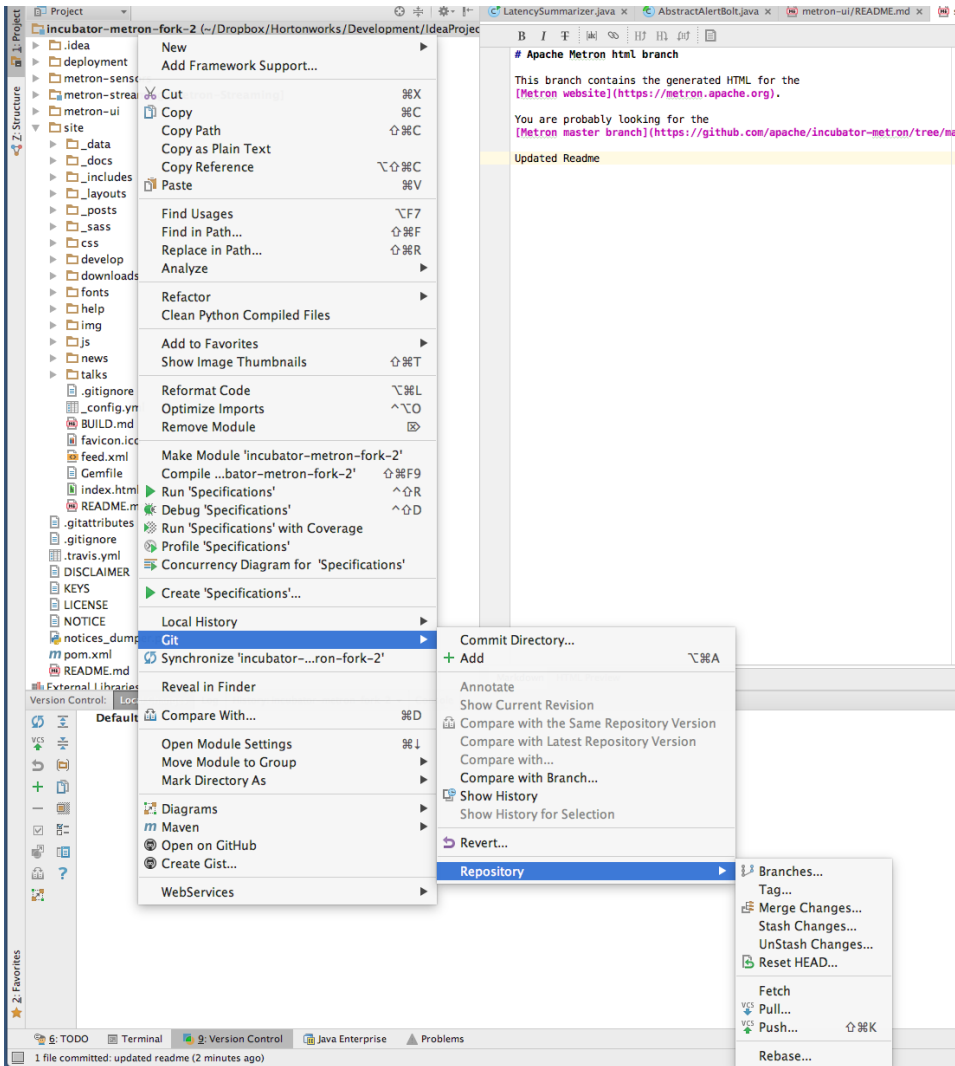 1: Project
Z: Structure
2: Favorites
Project
LatencySummarizer.java
AbstractAlertBolt.java
metron-ui/README.md
incubator-metron-fork-2 (~/Dropbox/Hortonworks/Development/IdeaProjec
.idea
deployment
metron-senso
metron-strea
metron-ui
site
_data
_docs
_includes
_layouts
_posts
_sass
css
develop
downloads
fonts
help
img
js
news
talks
.gitignore
_config.ym
BUILD.md
favicon.ico
feed.xml
Gemfile
index.html
README.m
.gitattributes
.gitignore
.travis.yml
DISCLAIMER
KEYS
LICENSE
NOTICE
notices_dump
pom.xml
README.md
External Libraries
New
Add Framework Support...
Cut ⌘X
Copy ⌘C
Copy Path ⇧⌘C
Copy as Plain Text
Copy Reference ⌥⇧⌘C
Paste ⌘V
Find Usages ⌥F7
Find in Path... ⇧⌘F
Replace in Path... ⇧⌘R
Analyze
Refactor
Clean Python Compiled Files
Add to Favorites
Show Image Thumbnails ⇧⌘T
Reformat Code ⌥⌘L
Optimize Imports ^⌥O
Remove Module ⌦
Make Module 'incubator-metron-fork-2'
Compile ...bator-metron-fork-2' ⇧⌘F9
Run 'Specifications' ^⇧R
Debug 'Specifications' ^⇧D
Run 'Specifications' with Coverage
Profile 'Specifications'
Concurrency Diagram for 'Specifications'
Create 'Specifications'...
Local History
Git
Synchronize 'incubator-...ron-fork-2'
Reveal in Finder
Compare With... ⌘D
Open Module Settings ⌘↓
Move Module to Group
Mark Directory As
Diagrams
Maven
Open on GitHub
Create Gist...
WebServices
B I T
# Apache Metron html branch
This branch contains the generated HTML for the
[Metron website](https://metron.apache.org).
You are probably looking for the
[Metron master branch](https://github.com/apache/incubator-metron/tree/ma
Updated Readme
Commit Directory...
Add ⌥⌘A
Annotate
Show Current Revision
Compare with the Same Repository Version
Compare with Latest Repository Version
Compare with...
Compare with Branch...
Show History
Show History for Selection
Revert...
Repository
Branches...
Tag...
Merge Changes...
Stash Changes...
UnStash Changes...
Reset HEAD...
Fetch
VCS Pull...
VCS Push... ⇧⌘K
Rebase...
Version Control: Loca
Default
VCS
6: TODO Terminal 9: Version Control Java Enterprise Problems
1 file committed: updated readme (2 minutes ago)